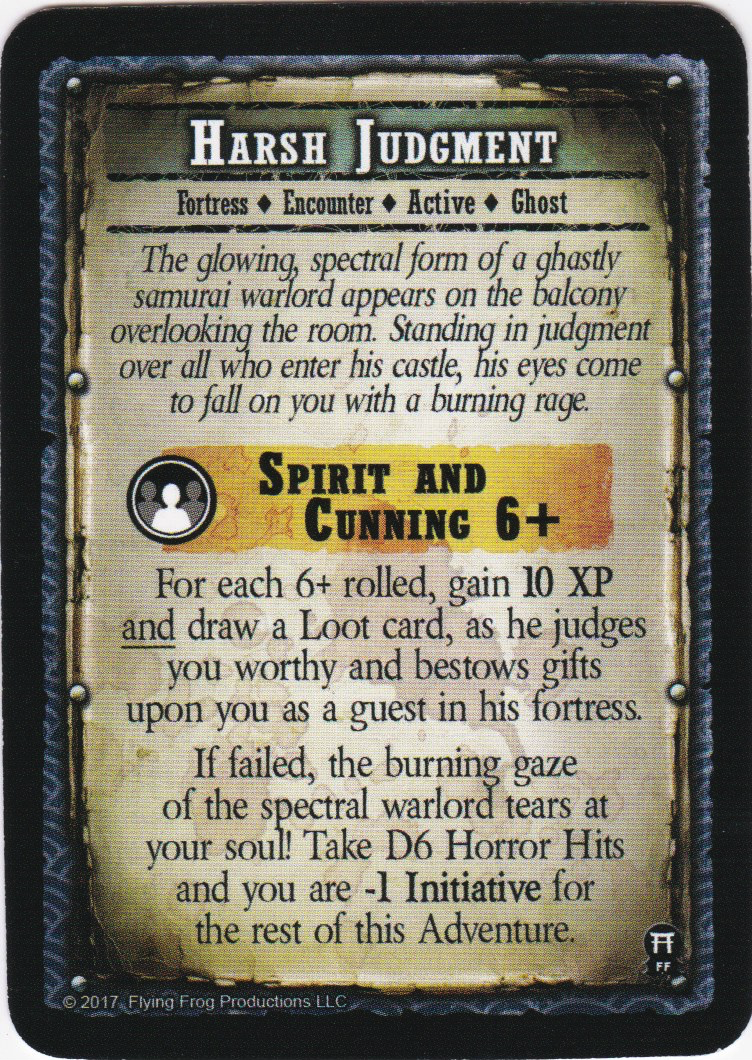 Harsh Judgment
Fortress ♦ Encounter ♦ Active ♦ Ghost
The glowing, spectral form of a ghastly
samurai warlord appears on the balcony
overlooking the room. Standing in judgment
over all who enter his castle, his eyes come
to fall on you with a burning rage.
Spirit and
Cunning 6+
For each 6+ rolled, gain 10 XP
and draw a Loot card, as he judges
you worthy and bestows gifts
upon you as a guest in his fortress.
If failed, the burning gaze
of the spectral warlord tears at
your soul! Take D6 Horror Hits
and you are -1 Initiative for
the rest of this Adventure.
FF
© 2017 Flying Frog Productions LLC